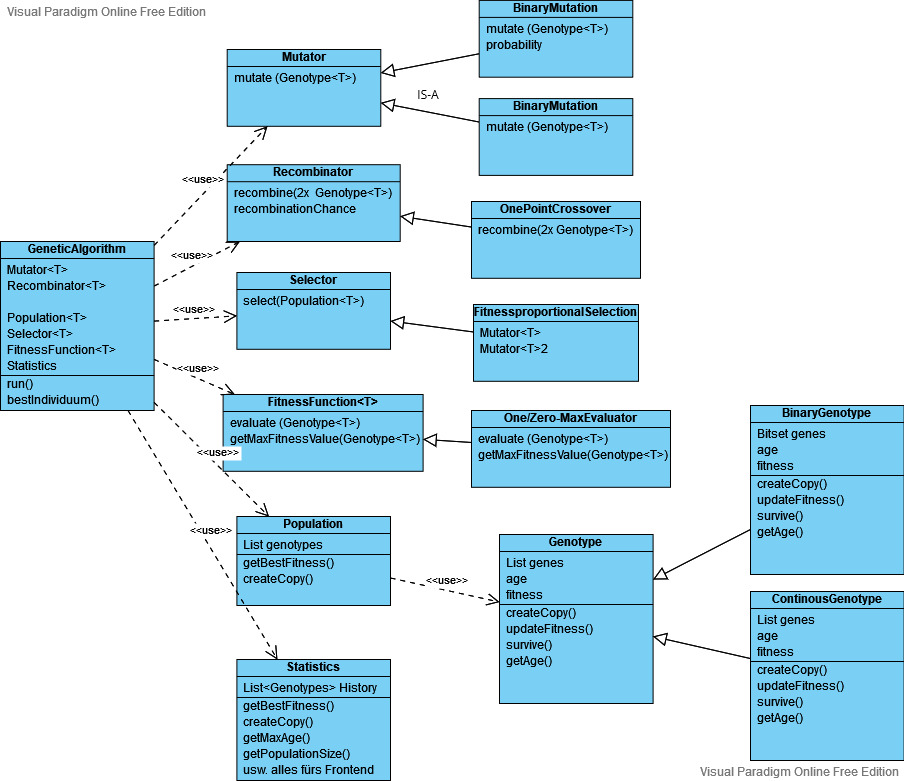 Visual Paradigm Online Free Edition
BinaryMutation
mutate (Genotype<T>)
probability
Mutator
mutate (Genotype<T>)
IS-A
BinaryMutation
mutate (Genotype<T>)
<<use>>
Recombinator
recombine(2x Genotype<T>)
recombinationChance
OnePointCrossover
recombine(2x Genotype<T>)
GeneticAlgorithm
Mutator<T>
Recombinator<T>
Population<T>
Selector<T>
FitnessFunction<T>
Statistics
run()
bestIndividuum()
<<use>>
Selector
select(Population<T>)
<<use>>
FitnessproportionalSelection
Mutator<T>
Mutator<T>2
<<use>>
FitnessFunction<T>
evaluate (Genotype<T>)
getMaxFitnessValue(Genotype<T>)
One/Zero-MaxEvaluator
evaluate (Genotype<T>)
getMaxFitnessValue(Genotype<T>)
BinaryGenotype
Bitset genes
age
fitness
createCopy()
updateFitness()
survive()
getAge()
<<use>>
<<use>>
Population
List genotypes
getBestFitness()
createCopy()
<<use>>
Genotype
List genes
age
fitness
createCopy()
updateFitness()
survive()
getAge()
ContinousGenotype
List genes
age
fitness
createCopy()
updateFitness()
survive()
getAge()
Statistics
List<Genotypes> History
getBestFitness()
createCopy()
getMaxAge()
getPopulationSize()
usw. alles fürs Frontend
Visual Paradigm Online Free Edition